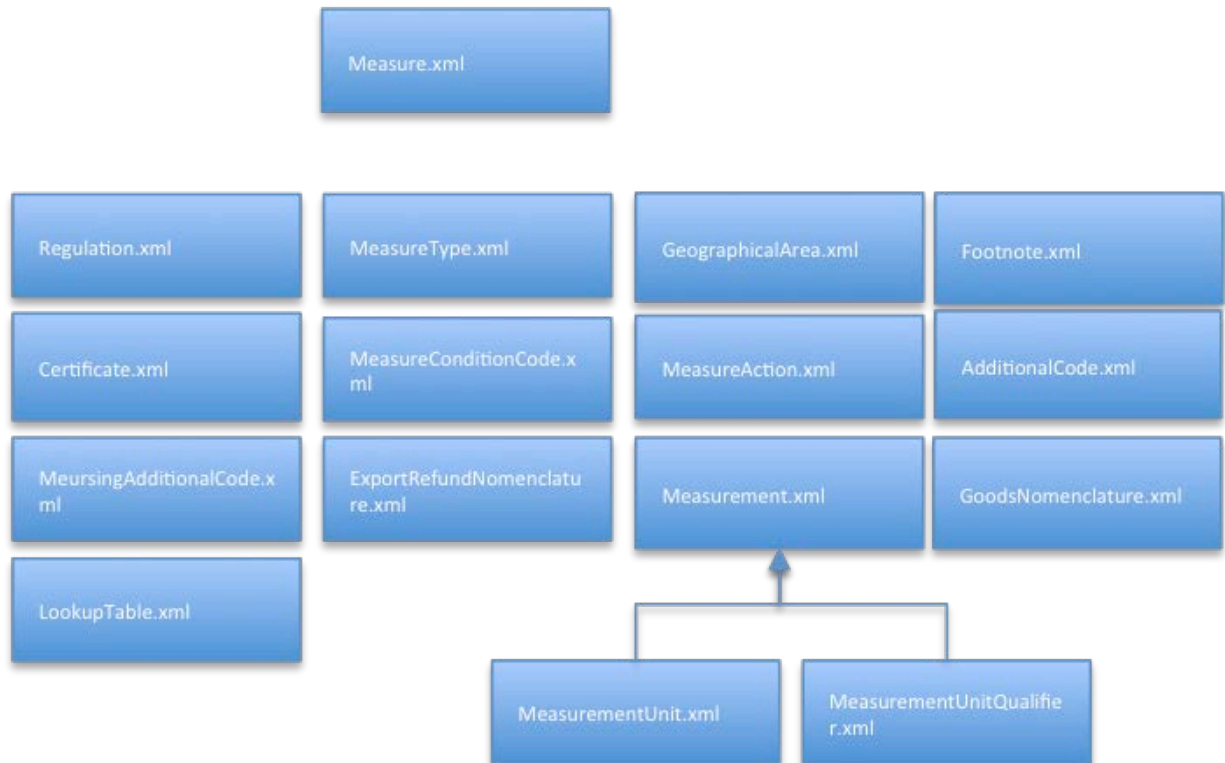 Measure.xml
Regulation.xml
MeasureType.xml
GeographicalArea.xml
Footnote.xml
Certificate.xml
MeasureConditionCode.x
ml
MeasureAction.xml
AdditionalCode.xml
MeursingAdditionalCode.x
ml
ExportRefundNomenclatu
re.xml
Measurement.xml
GoodsNomenclature.xml
LookupTable.xml
MeasurementUnit.xml
MeasurementUnitQualifie
r.xml